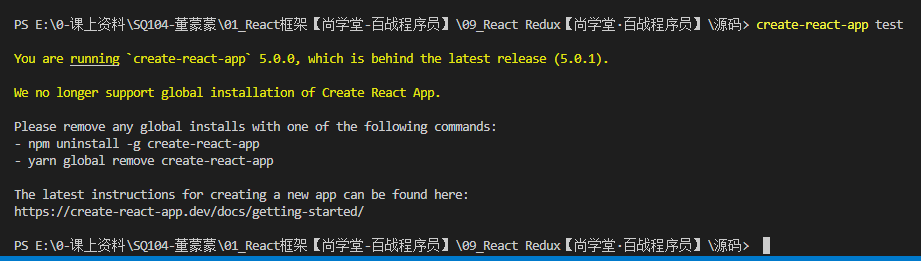 PS E:\0-课上资料\SQ104-董蒙蒙\01_React框架【尚学堂-百战程序员】\09_React Redux【尚学堂·百战程序员】\源码> create-react-app test
You are running `create-react-app` 5.0.0, which is behind the latest release (5.0.1).
We no longer support global installation of Create React App.
Please remove any global installs with one of the following commands:
- npm uninstall -g create-react-app
- yarn global remove create-react-app
The latest instructions for creating a new app can be found here:
https://create-react-app.dev/docs/getting-started/
PS E:\0-课上资料\SQ104-董蒙蒙\01_React框架【尚学堂-百战程序员】\09_React Redux【尚学堂·百战程序员】\源码>